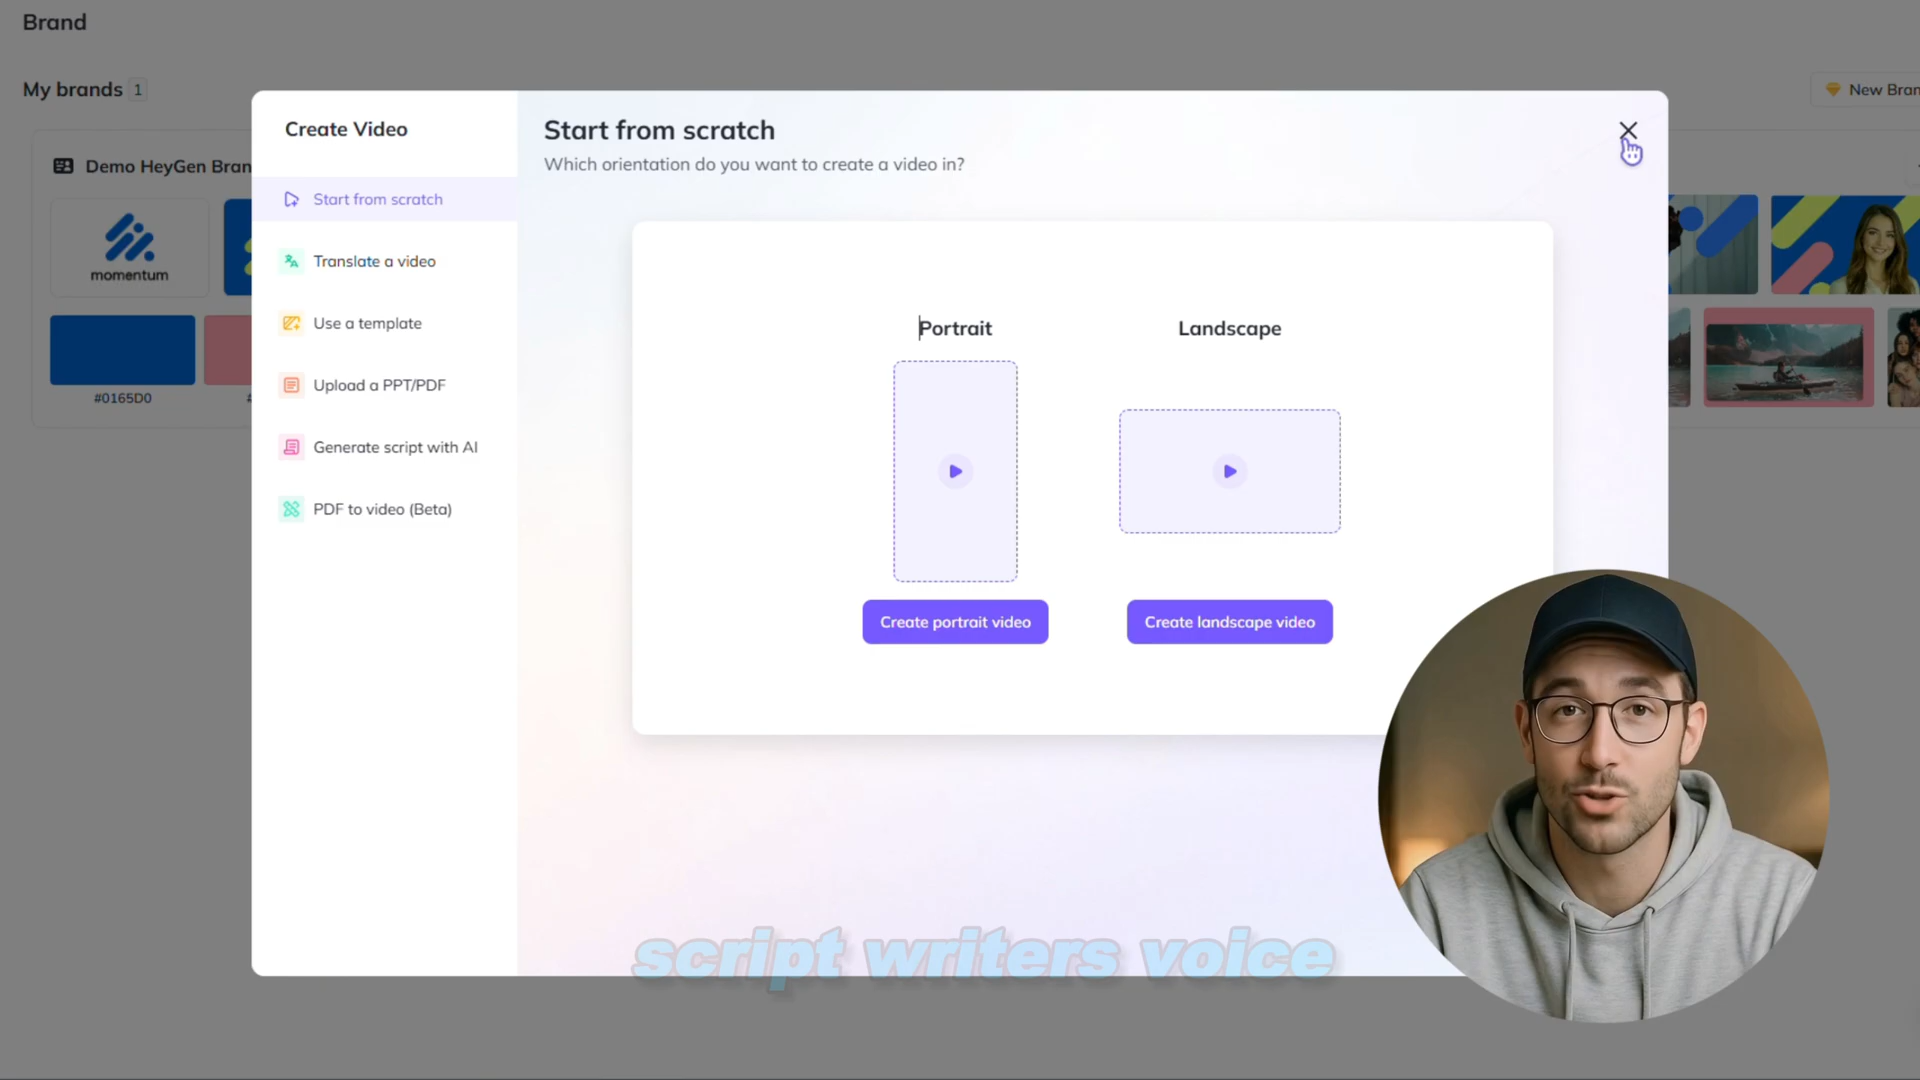 Brand
My brands 1
New Bran
Demo HeyGen Bran
momentum
#0165D0
#
Create Video
Start from scratch
Translate a video
Use a template
Upload a PPT/PDF
Generate script with AI
PDF to video (Beta)
Start from scratch
Which orientation do you want to create a video in?
Portrait
Landscape
Create portrait video
Create landscape video
script writers voice